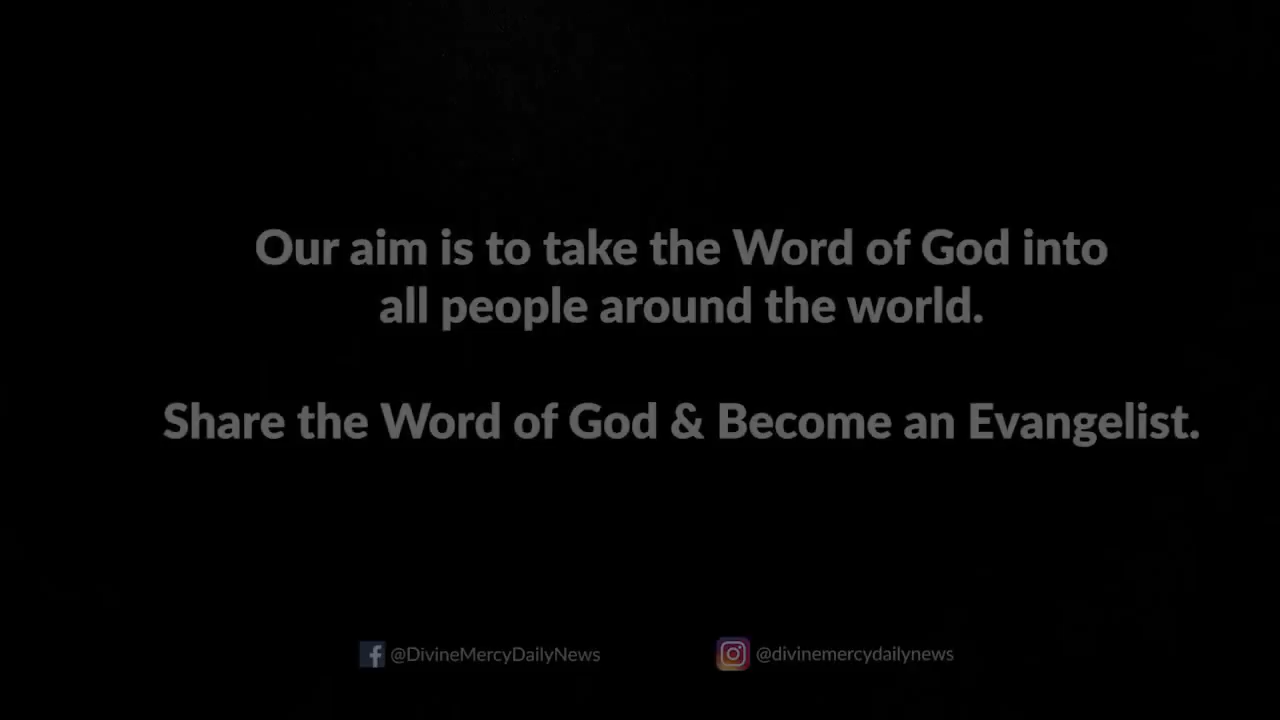 Our aim is to take the Word of God into
all people around the world.
Share the Word of God & Become an Evangelist.
@DivineMercyDailyNews
@divinemercydailynews